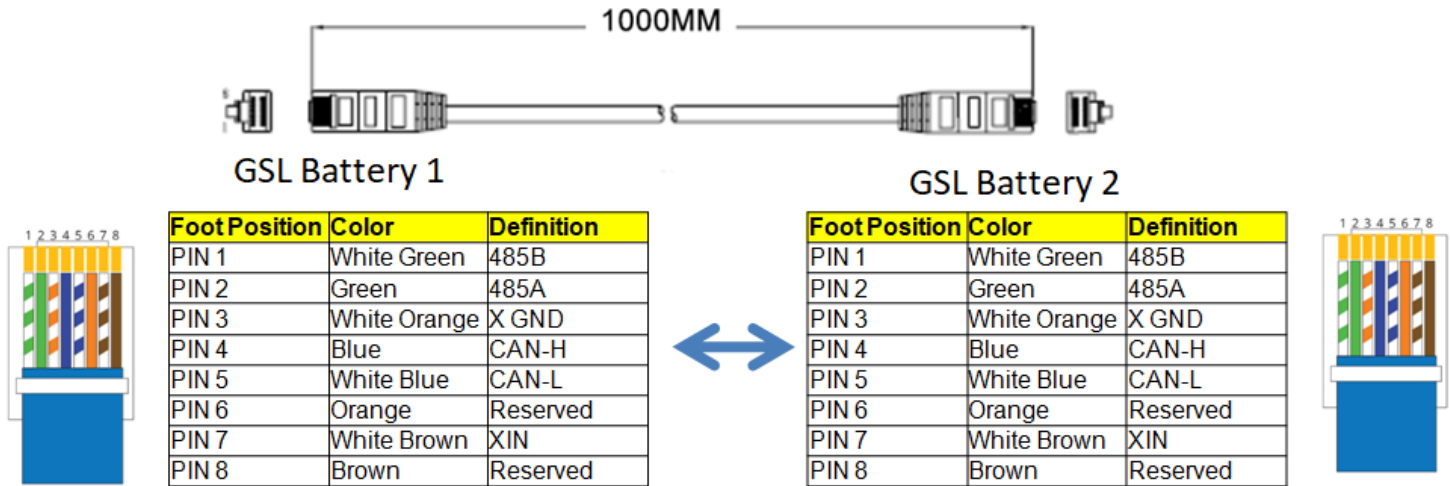 1000MM
GSL Battery 1
GSL Battery 2
1 2 3 4 5 6 7 8
Foot Position Color Definition
PIN 1 White Green 485B
PIN 2 Green 485A
PIN 3 White Orange X GND
PIN 4 Blue CAN-H
PIN 5 White Blue CAN-L
PIN 6 Orange Reserved
PIN 7 White Brown XIN
PIN 8 Brown Reserved
Foot Position Color Definition
PIN 1 White Green 485B
PIN 2 Green 485A
PIN 3 White Orange X GND
PIN 4 Blue CAN-H
PIN 5 White Blue CAN-L
PIN 6 Orange Reserved
PIN 7 White Brown XIN
PIN 8 Brown Reserved
1 2 3 4 5 6 7 8